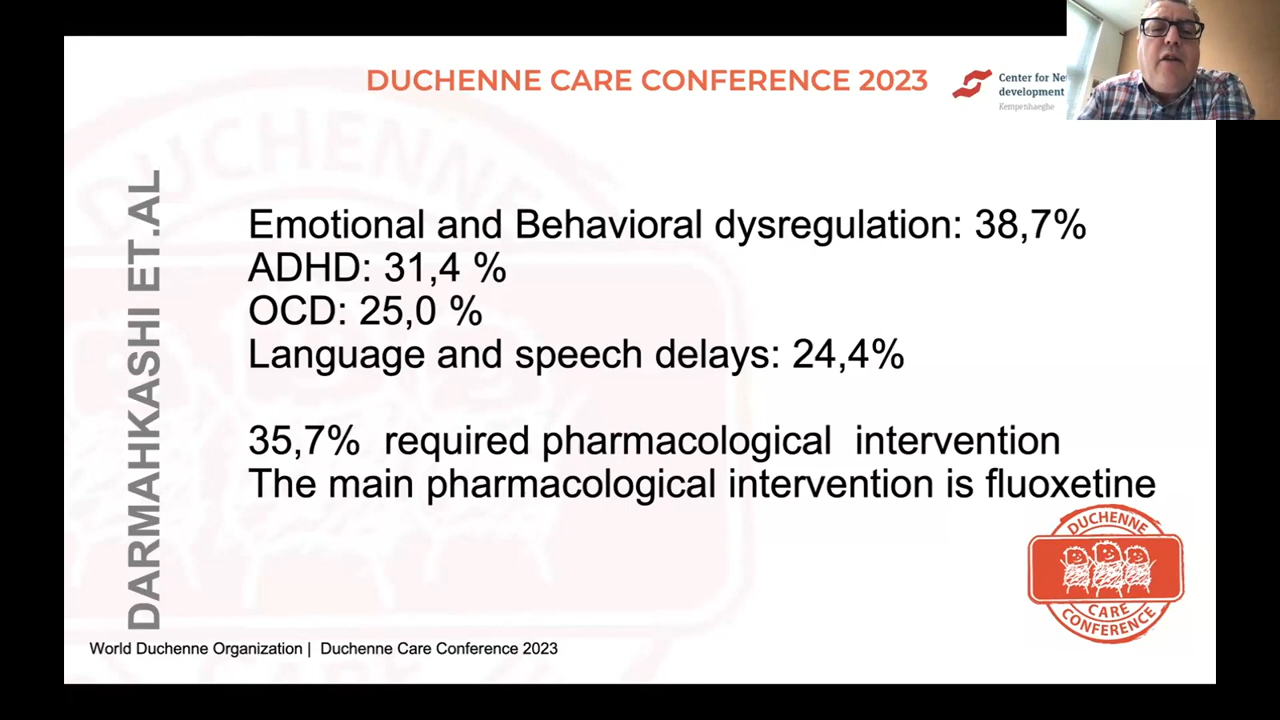 DUCHENNE CARE CONFERENCE 2023
Center for Ne
development
Kempenhaeghe
DARMAHKASHI ET.AL
Emotional and Behavioral dysregulation: 38,7%
ADHD: 31,4 %
OCD: 25,0 %
Language and speech delays: 24,4%
35,7% required pharmacological intervention
The main pharmacological intervention is fluoxetine
DUCHENNE
CARE
CONFERENCE
World Duchenne Organization | Duchenne Care Conference 2023